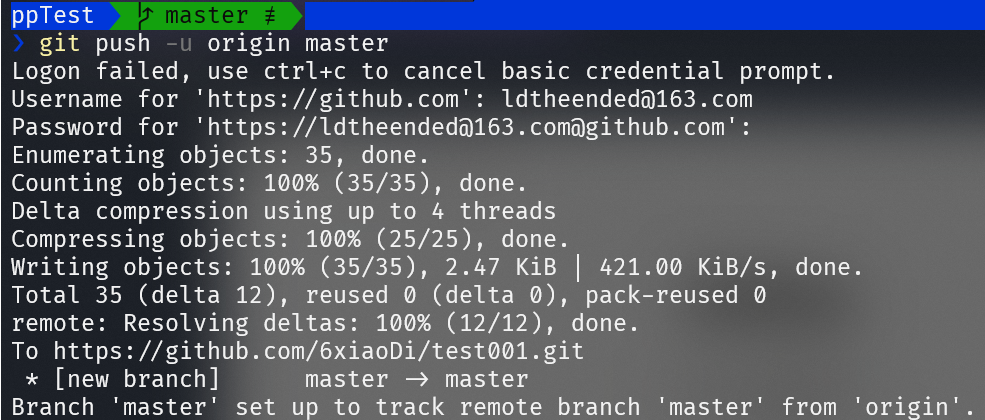 ppTest master ≢
❯ git push -u origin master
Logon failed, use ctrl+c to cancel basic credential prompt.
Username for 'https://github.com': ldtheended@163.com
Password for 'https://ldtheended@163.com@github.com':
Enumerating objects: 35, done.
Counting objects: 100% (35/35), done.
Delta compression using up to 4 threads
Compressing objects: 100% (25/25), done.
Writing objects: 100% (35/35), 2.47 KiB | 421.00 KiB/s, done.
Total 35 (delta 12), reused 0 (delta 0), pack-reused 0
remote: Resolving deltas: 100% (12/12), done.
To https://github.com/6xiaoDi/test001.git
 * [new branch]      master -> master
Branch 'master' set up to track remote branch 'master' from 'origin'.